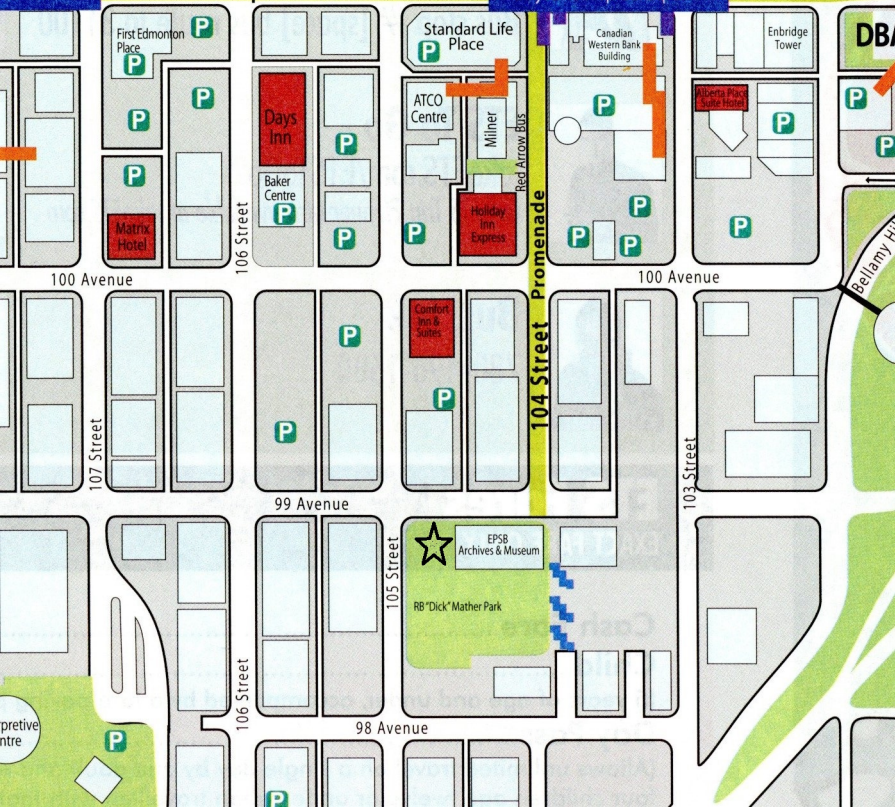 First Edmonton
Place
P
P
Standard Life
Place
P
Canadian
Western Bank
Building
Enbridge
Tower
P
P
Days
Inn
ATCO
Centre
Milner
Red Arrow Bus
P
P
Alberta Place
Suite Hotel
P
P
P
P
Baker
Centre
P
Matrix
Hotel
P
P
Holiday
Inn
Express
P
P
P
P
106 Street
Bellamy Hi
100 Avenue
100 Avenue
104 Street Promenade
Comfort
Inn &
Suites
P
P
P
107 Street
103 Street
99 Avenue
105 Street
EPSB
Archives & Museum
RB "Dick" Mather Park
106 Street
98 Avenue
rpretive
ntre
P
P